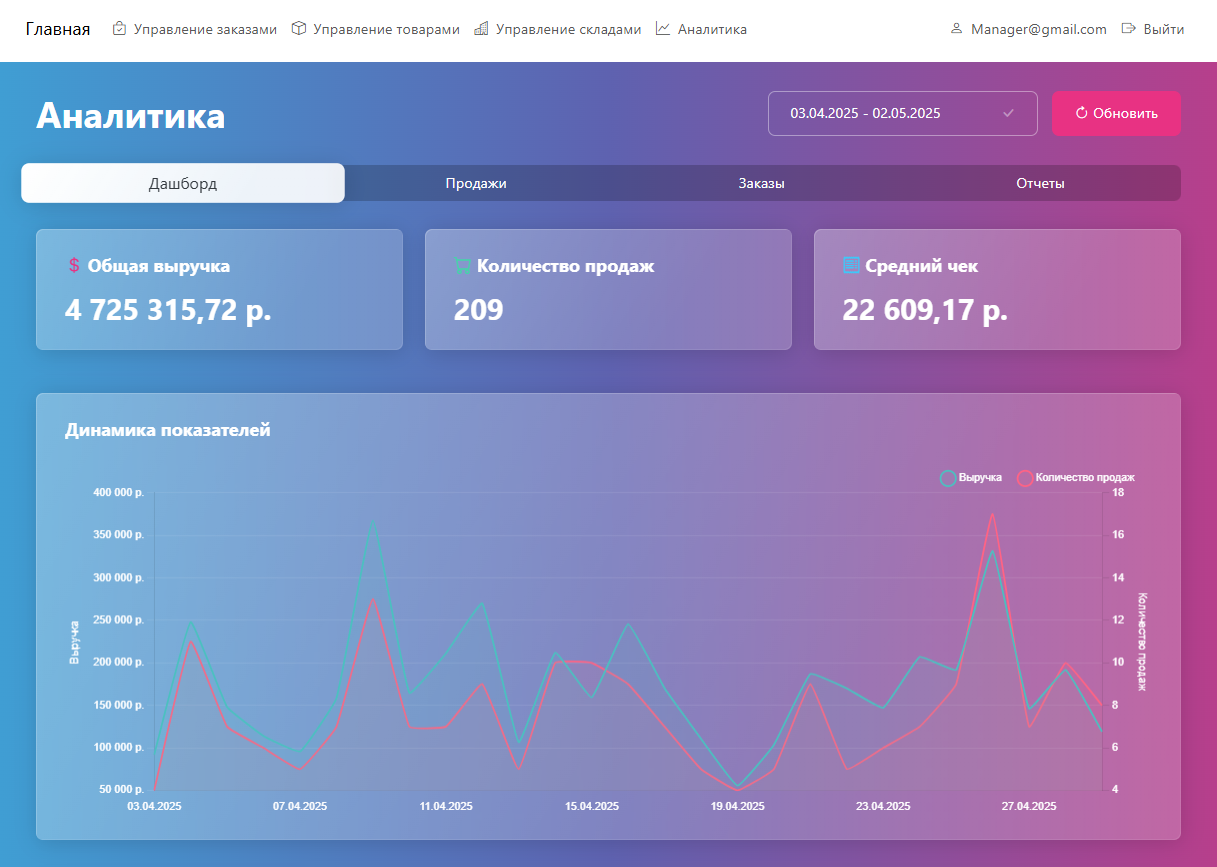 Главная Управление заказами Управление товарами Управление складами Аналитика Manager@gmail.com Выйти
Аналитика
03.04.2025 - 02.05.2025 Обновить
Дашборд Продажи Заказы Отчеты
$ Общая выручка
4 725 315,72 р.
Количество продаж
209
Средний чек
22 609,17 р.
Динамика показателей
Выручка Количество продаж
400 000 р.
350 000 р.
300 000 р.
250 000 р.
200 000 р.
150 000 р.
100 000 р.
50 000 р.
Выручка
18
16
14
12
10
8
6
4
Количество продаж
03.04.2025 07.04.2025 11.04.2025 15.04.2025 19.04.2025 23.04.2025 27.04.2025